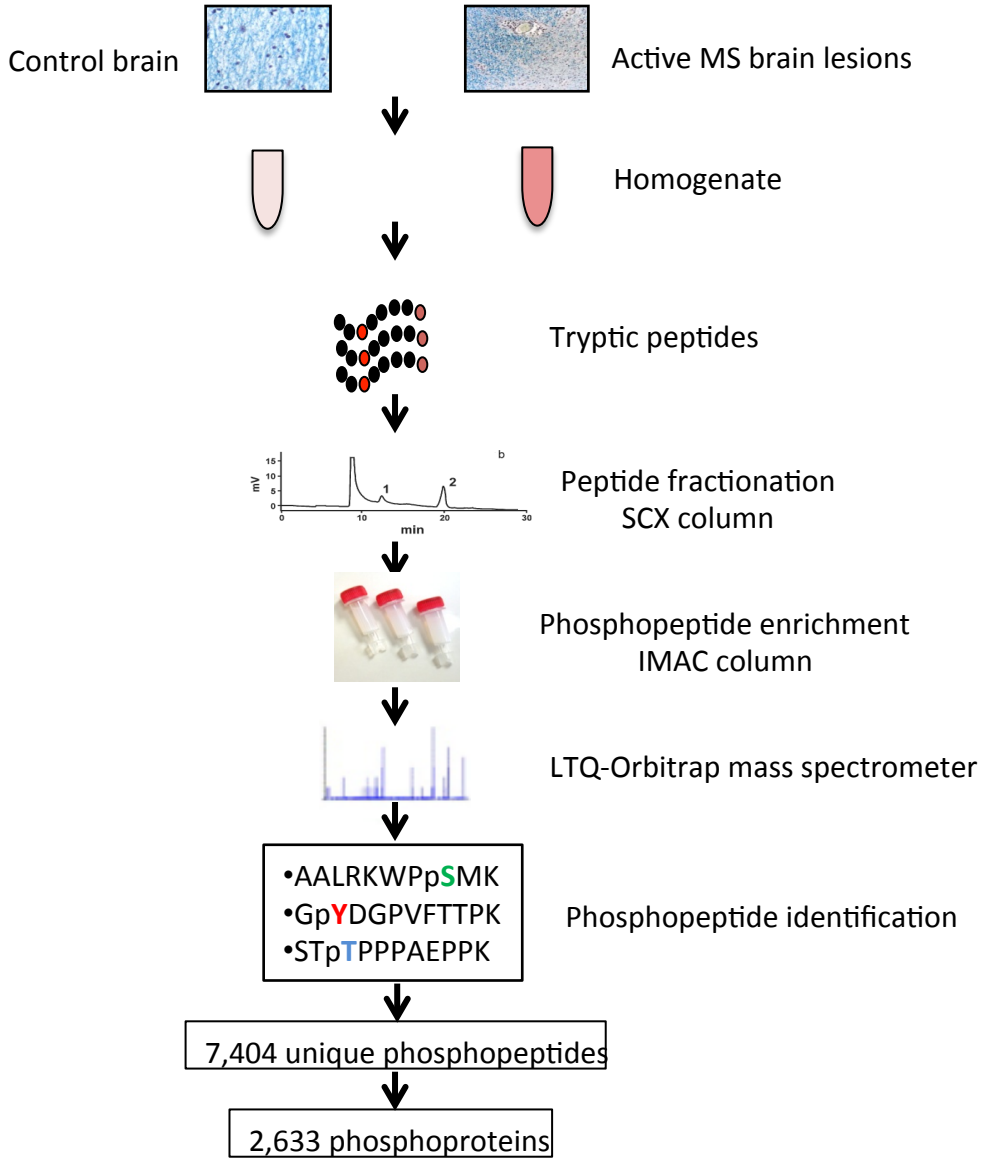 Control brain
Active MS brain lesions
Homogenate
Tryptic peptides
b
15
10
5
0
mV
1
2
0
10
20
30
min
Peptide fractionation
SCX column
Phosphopeptide enrichment
IMAC column
LTQ-Orbitrap mass spectrometer
•AALRKWPpSMK
•GpYDGPVFTTPK
•STpTPPPAEPPK
Phosphopeptide identification
7,404 unique phosphopeptides
2,633 phosphoproteins